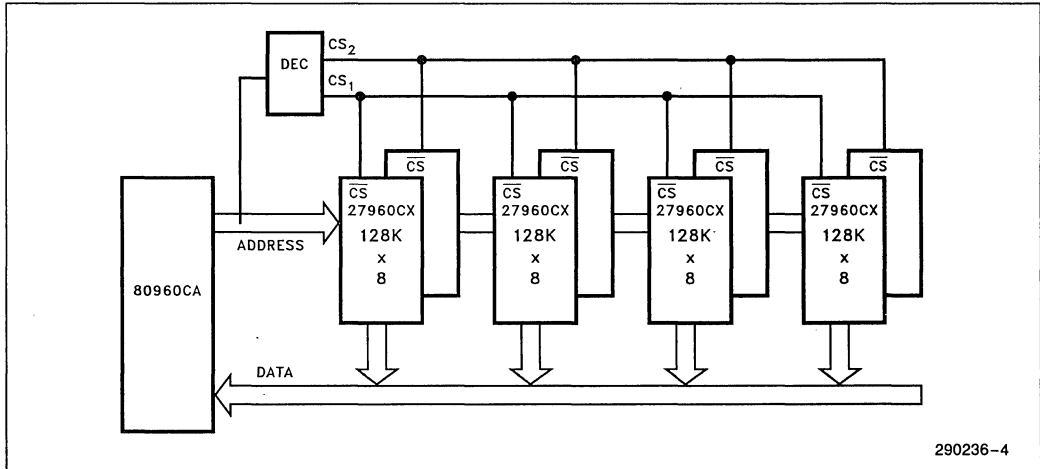 DEC
CS2
CS1
CS
CS
CS
CS
CS
27960CX
128K
x
8
CS
27960CX
128K
x
8
CS
27960CX
128K
x
8
CS
27960CX
128K
x
8
80960CA
ADDRESS
DATA
290236-4